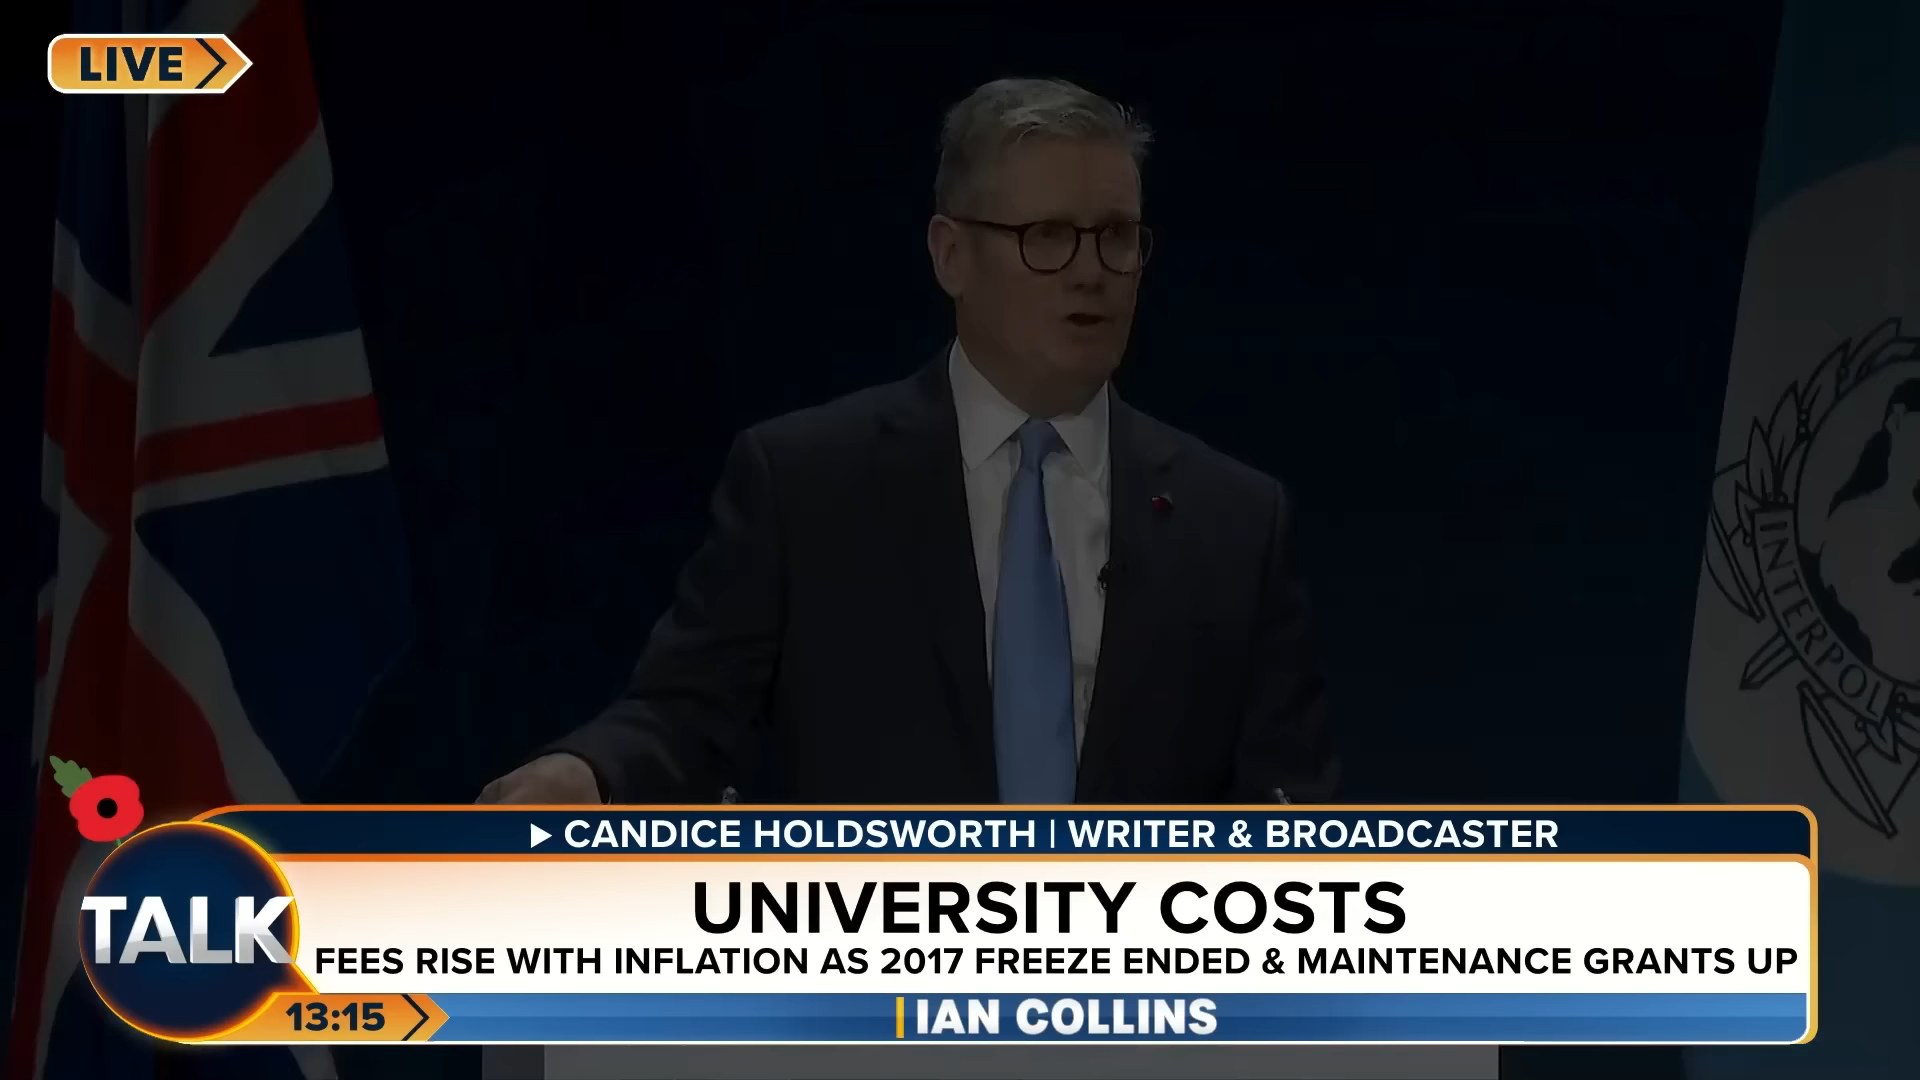 LIVE
INTERPOL
CANDICE HOLDSWORTH | WRITER & BROADCASTER
UNIVERSITY COSTS
TALK
FEES RISE WITH INFLATION AS 2017 FREEZE ENDED & MAINTENANCE GRANTS UP
13:15
IAN COLLINS